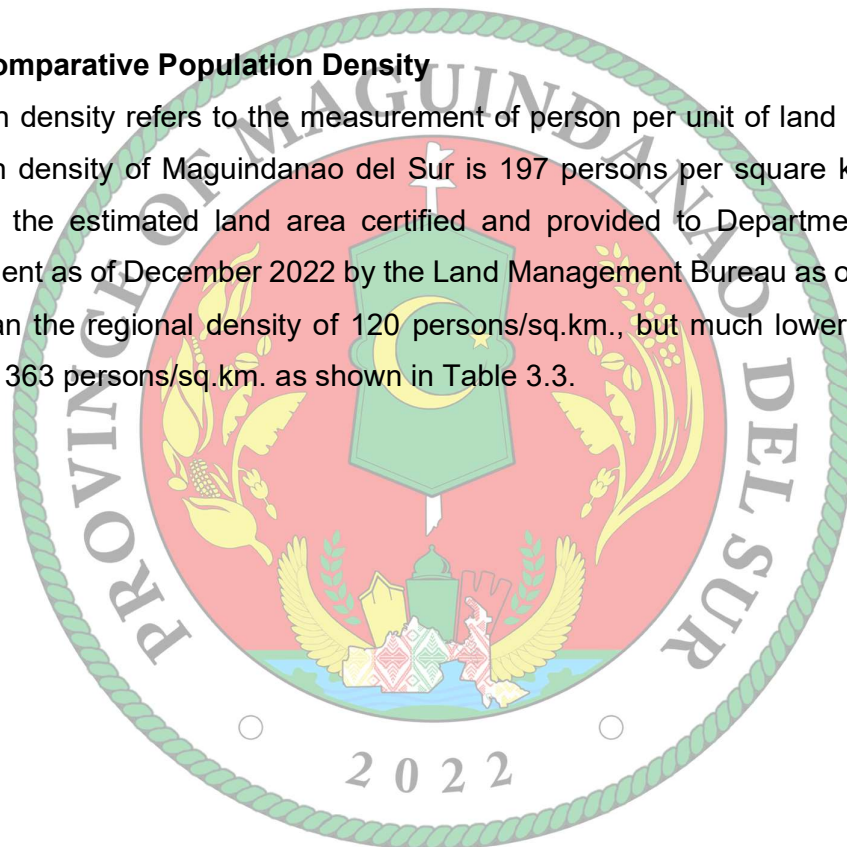 omparative Population Density
n density refers to the measurement of person per unit of land
n density of Maguindanao del Sur is 197 persons per square k
the estimated land area certified and provided to Departme
ent as of December 2022 by the Land Management Bureau as o
an the regional density of 120 persons/sq.km., but much lower
363 persons/sq.km. as shown in Table 3.3.
PROVINCE OF MAGUINDANAO DEL SUR
2022